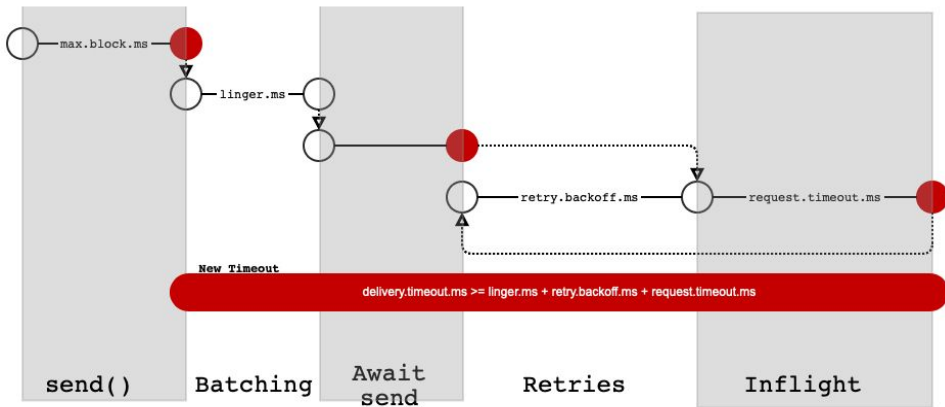 max.block.ms
linger.ms
retry.backoff.ms
request.timeout.ms
New Timeout
delivery.timeout.ms >= linger.ms + retry.backoff.ms + request.timeout.ms
send()
Batching
Await
send
Retries
Inflight